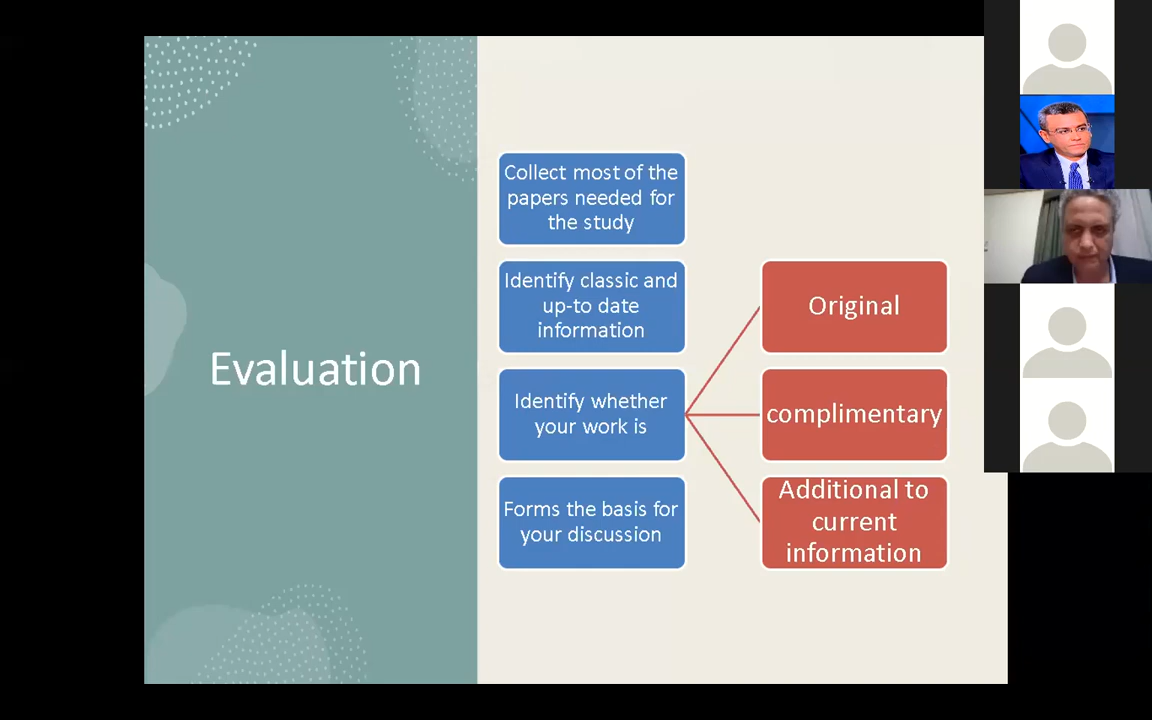 Evaluation
Collect most of the
papers needed for
the study
Identify classic and
up-to date
information
Identify whether
your work is
Forms the basis for
your discussion
Original
complimentary
Additional to
current
information